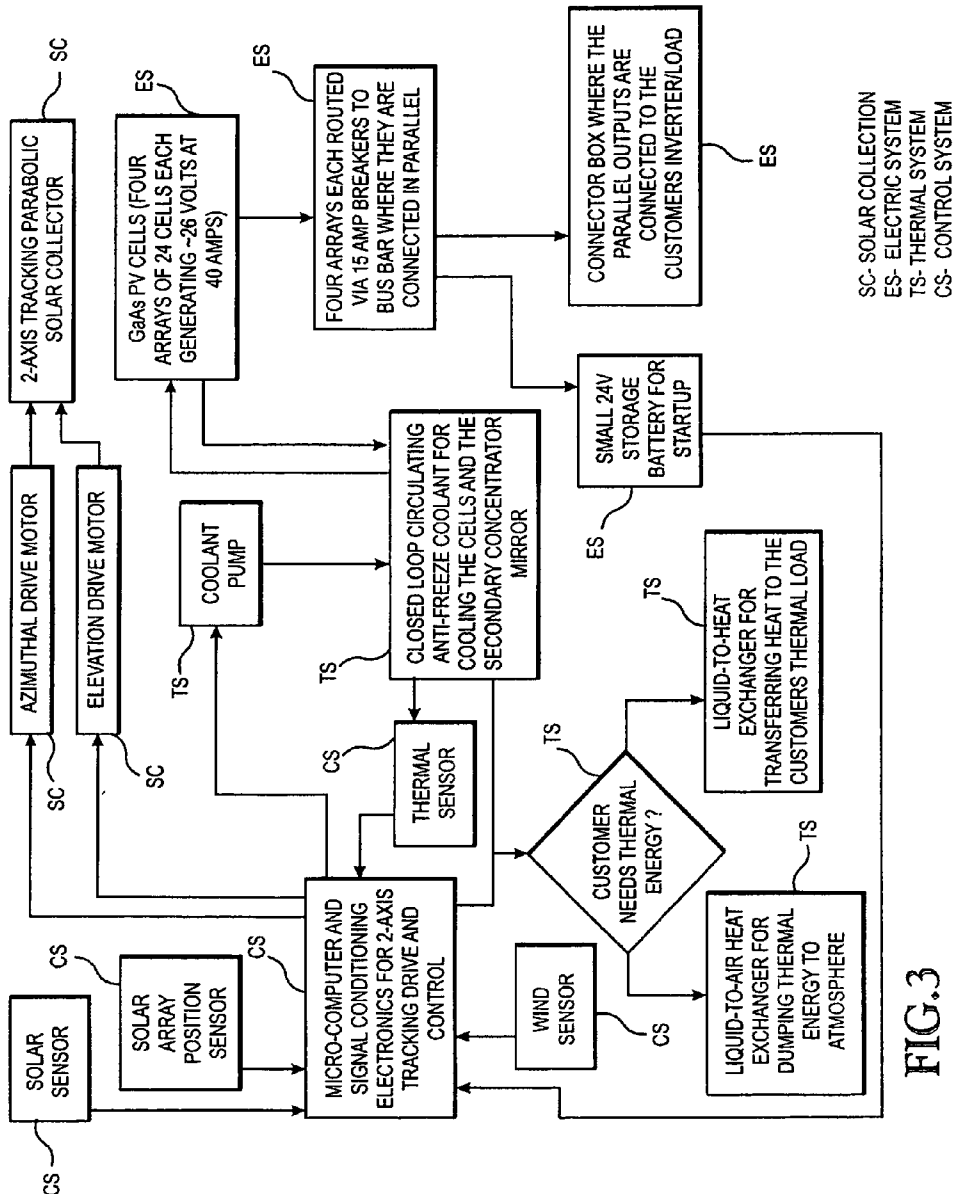 SOLAR
SENSOR
CS
SOLAR
ARRAY
POSITION
SENSOR
CS
MICRO-COMPUTER AND
SIGNAL CONDITIONING
ELECTRONICS FOR 2-AXIS
TRACKING DRIVE AND
CONTROL
CS
WIND
SENSOR
CS
AZIMUTHAL DRIVE MOTOR
SC
ELEVATION DRIVE MOTOR
SC
2-AXIS TRACKING PARABOLIC
SOLAR COLLECTOR
SC
COOLANT
PUMP
TS
THERMAL
SENSOR
CS
CLOSED LOOP CIRCULATING
ANTI-FREEZE COOLANT FOR
COOLING THE CELLS AND THE
SECONDARY CONCENTRATOR
MIRROR
TS
GaAs PV CELLS (FOUR
ARRAYS OF 24 CELLS EACH
GENERATING ~26 VOLTS AT
40 AMPS)
ES
FOUR ARRAYS EACH ROUTED
VIA 15 AMP BREAKERS TO
BUS BAR WHERE THEY ARE
CONNECTED IN PARALLEL
ES
CONNECTOR BOX WHERE THE
PARALLEL OUTPUTS ARE
CONNECTED TO THE
CUSTOMERS INVERTER/LOAD
ES
SMALL 24V
STORAGE
BATTERY FOR
STARTUP
ES
CUSTOMER
NEEDS THERMAL
ENERGY ?
TS
LIQUID-TO-HEAT
EXCHANGER FOR
TRANSFERRING HEAT TO THE
CUSTOMERS THERMAL LOAD
TS
LIQUID-TO-AIR HEAT
EXCHANGER FOR
DUMPING THERMAL
ENERGY TO
ATMOSPHERE
TS
SC- SOLAR COLLECTION
ES- ELECTRIC SYSTEM
TS- THERMAL SYSTEM
CS- CONTROL SYSTEM
FIG.3